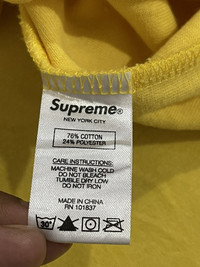 Supreme®
NEW YORK CITY
76% COTTON
24% POLYESTER
CARE INSTRUCTIONS:
MACHINE WASH COLD
DO NOT BLEACH
TUMBLE DRY LOW
DO NOT IRON
MADE IN CHINA
RN 101837
30°